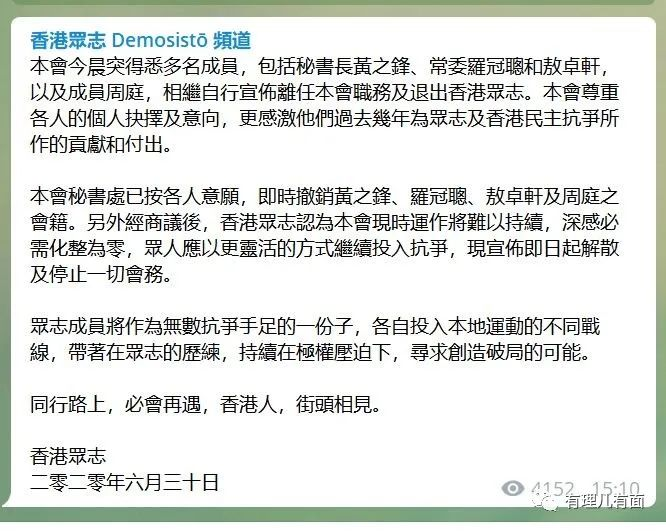 香港眾志 Demosistō 頻道
本會今晨突得悉多名成員，包括秘書長黃之鋒、常委羅冠聰和敖卓軒，
以及成員周庭，相繼自行宣佈離任本會職務及退出香港眾志。本會尊重
各人的個人抉擇及意向，更感激他們過去幾年為眾志及香港民主抗爭所
作的貢獻和付出。
本會秘書處已按各人意願，即時撤銷黃之鋒、羅冠聰、敖卓軒及周庭之
會籍。另外經商議後，香港眾志認為本會現時運作將難以持續，深感必
需化整為零，眾人應以更靈活的方式繼續投入抗爭，現宣佈即日起解散
及停止一切會務。
眾志成員將作為無數抗爭手足的一份子，各自投入本地運動的不同戰
線，帶著在眾志的歷練，持續在極權壓迫下，尋求創造破局的可能。
同行路上，必會再遇，香港人，街頭相見。
香港眾志
二零二零年六月三十日
4152 15:10
有理儿有面